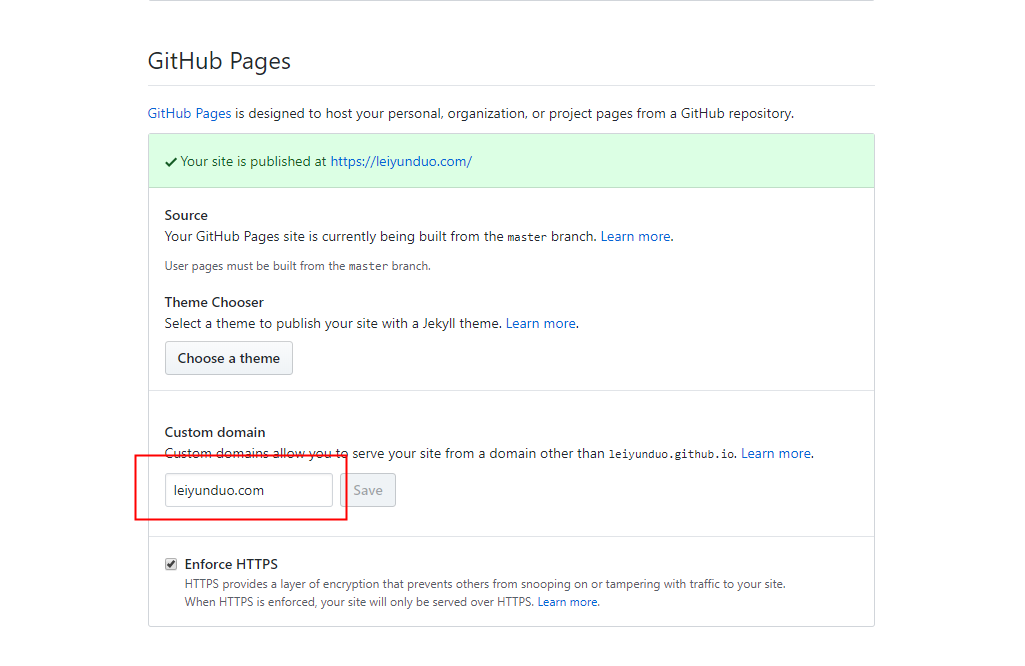 GitHub Pages
GitHub Pages is designed to host your personal, organization, or project pages from a GitHub repository.
Your site is published at https://leiyunduo.com/
Source
Your GitHub Pages site is currently being built from the master branch. Learn more.
User pages must be built from the master branch.
Theme Chooser
Select a theme to publish your site with a Jekyll theme. Learn more.
Choose a theme
Custom domain
Custom domains allow you to serve your site from a domain other than leiyunduo.github.io. Learn more.
leiyunduo.com Save
Enforce HTTPS
HTTPS provides a layer of encryption that prevents others from snooping on or tampering with traffic to your site.
When HTTPS is enforced, your site will only be served over HTTPS. Learn more.